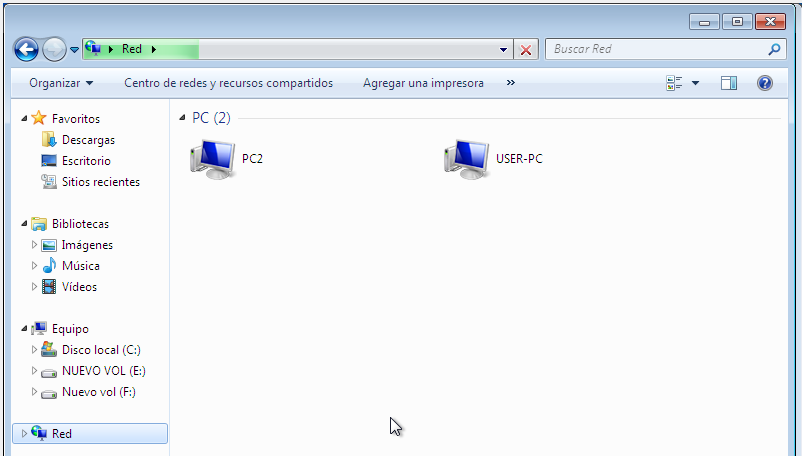 Red
Buscar Red
Organizar
Centro de redes y recursos compartidos
Agregar una impresora
»
Favoritos
Descargas
Escritorio
Sitios recientes
Bibliotecas
Imágenes
Música
Vídeos
Equipo
Disco local (C:)
NUEVO VOL (E:)
Nuevo vol (F:)
Red
PC (2)
PC2
USER-PC